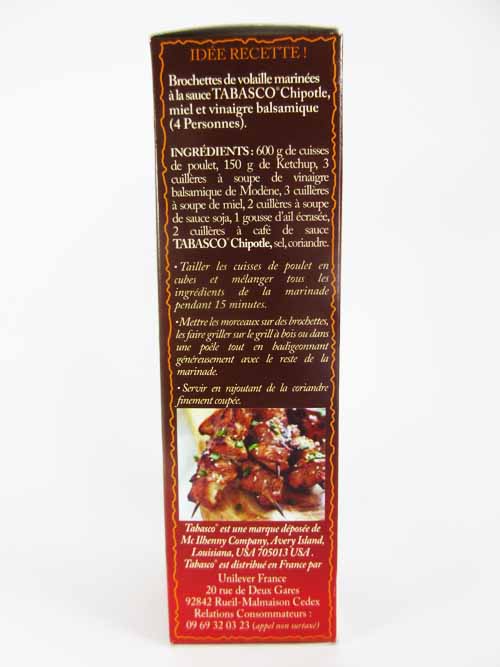 IDÉE RECETTE !
Brochettes de volaille marinées
à la sauce TABASCO® Chipotle,
miel et vinaigre balsamique
(4 Personnes).
INGRÉDIENTS : 600 g de cuisses
de poulet, 150 g de Ketchup, 3
cuillères à soupe de vinaigre
balsamique de Modène, 3 cuillères
à soupe de miel, 2 cuillères à soupe
de sauce soja, 1 gousse d'ail écrasée,
2 cuillères à café de sauce
TABASCO® Chipotle, sel, coriandre.
• Tailler les cuisses de poulet en
cubes et mélanger tous les
ingrédients de la marinade
pendant 15 minutes.
• Mettre les morceaux sur des brochettes,
les faire griller sur le grill à bois ou dans
une poële tout en badigeonnant
généreusement avec le reste de la
marinade.
• Servir en rajoutant de la coriandre
finement coupée.
Tabasco® est une marque déposée de
Mc Ilhenny Company, Avery Island,
Louisiana, USA 705013 USA .
Tabasco® est distribué en France par
Unilever France
20 rue de Deux Gares
92842 Rueil-Malmaison Cedex
Relations Consommateurs :
09 69 32 03 23 (appel non surtaxé)